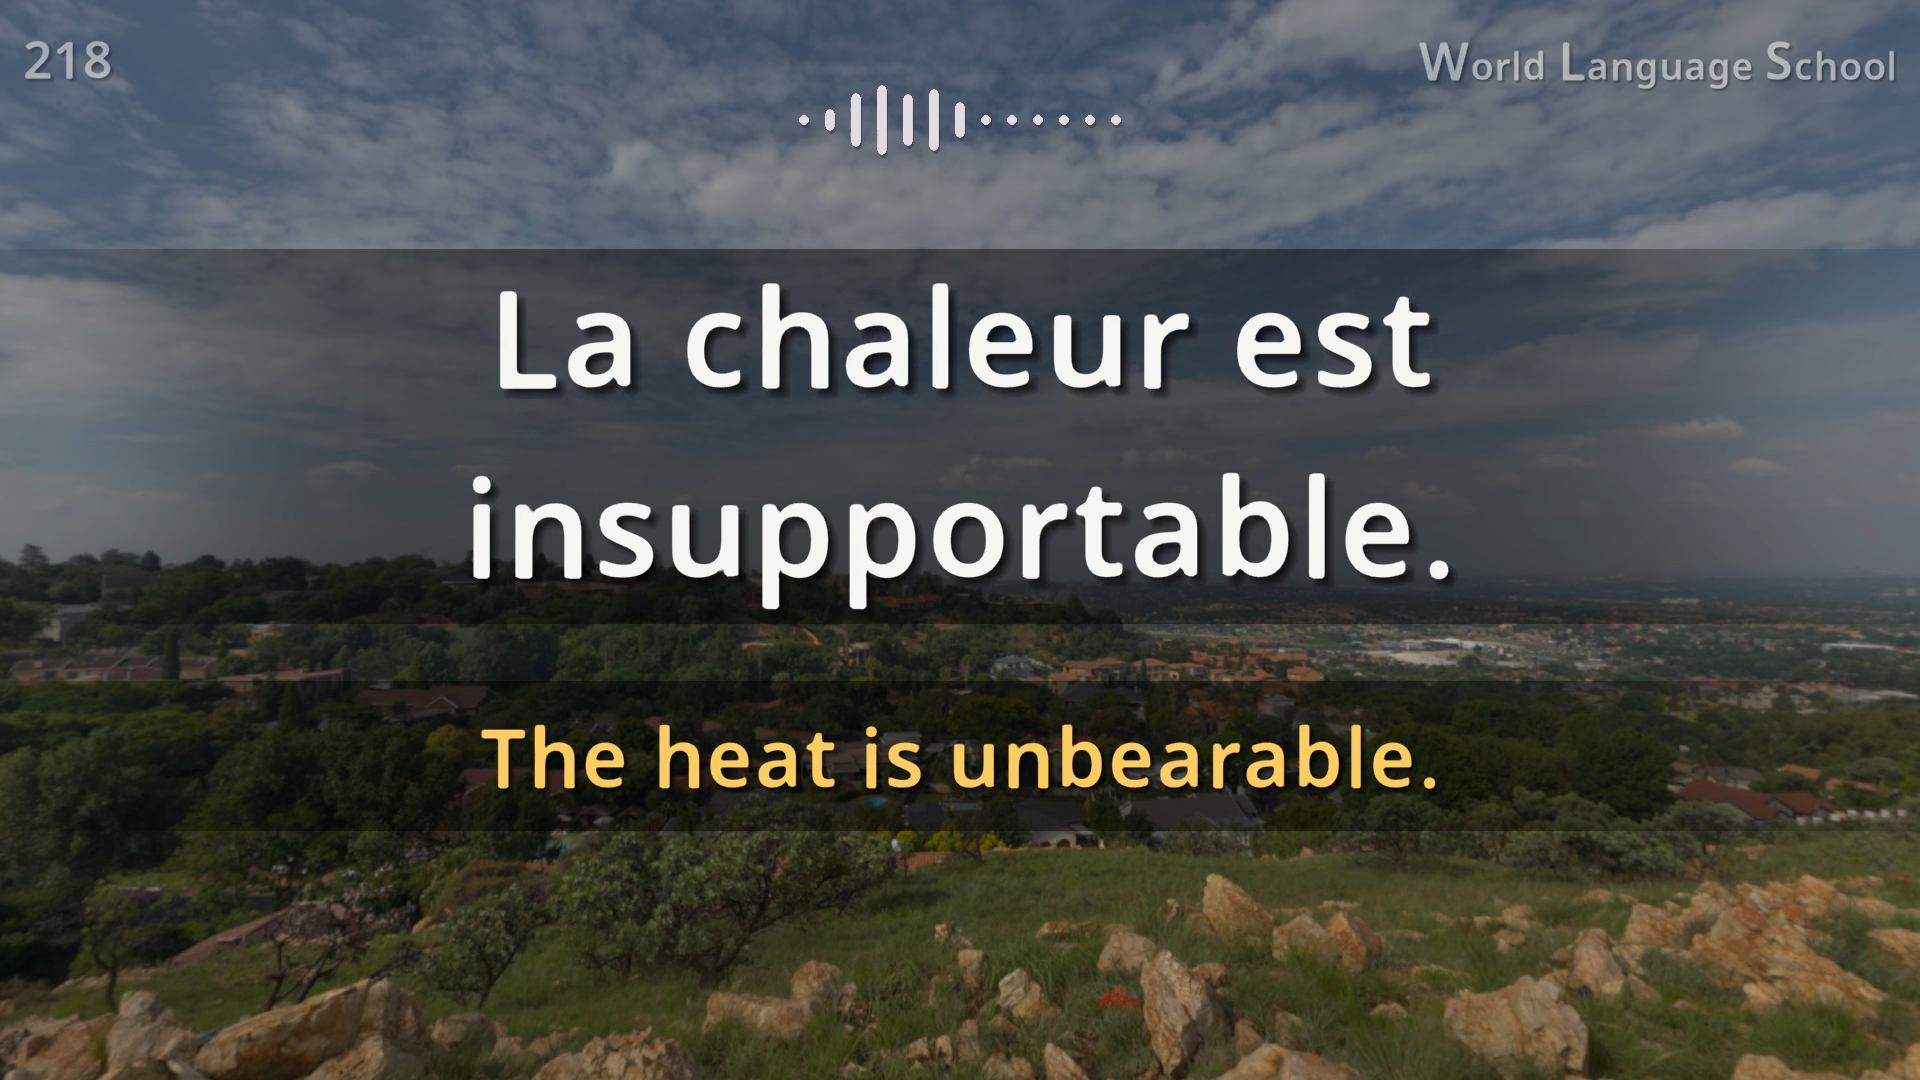 218
World Language School
La chaleur est
insupportable.
The heat is unbearable.